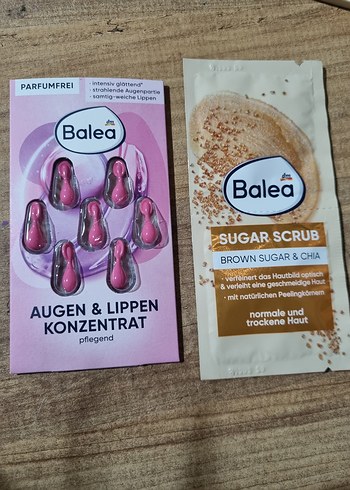 PARFUMFREI
· intensiv glättend*
· strahlende Augenpartie
· samtig-weiche Lippen
Balea
AUGEN & LIPPEN
KONZENTRAT
pflegend
Balea
SUGAR SCRUB
BROWN SUGAR & CHIA
· verfeinert das Hautbild optisch
& verleiht eine geschmeidige Haut
· mit natürlichen Peelingkörnern
normale und
trockene Haut